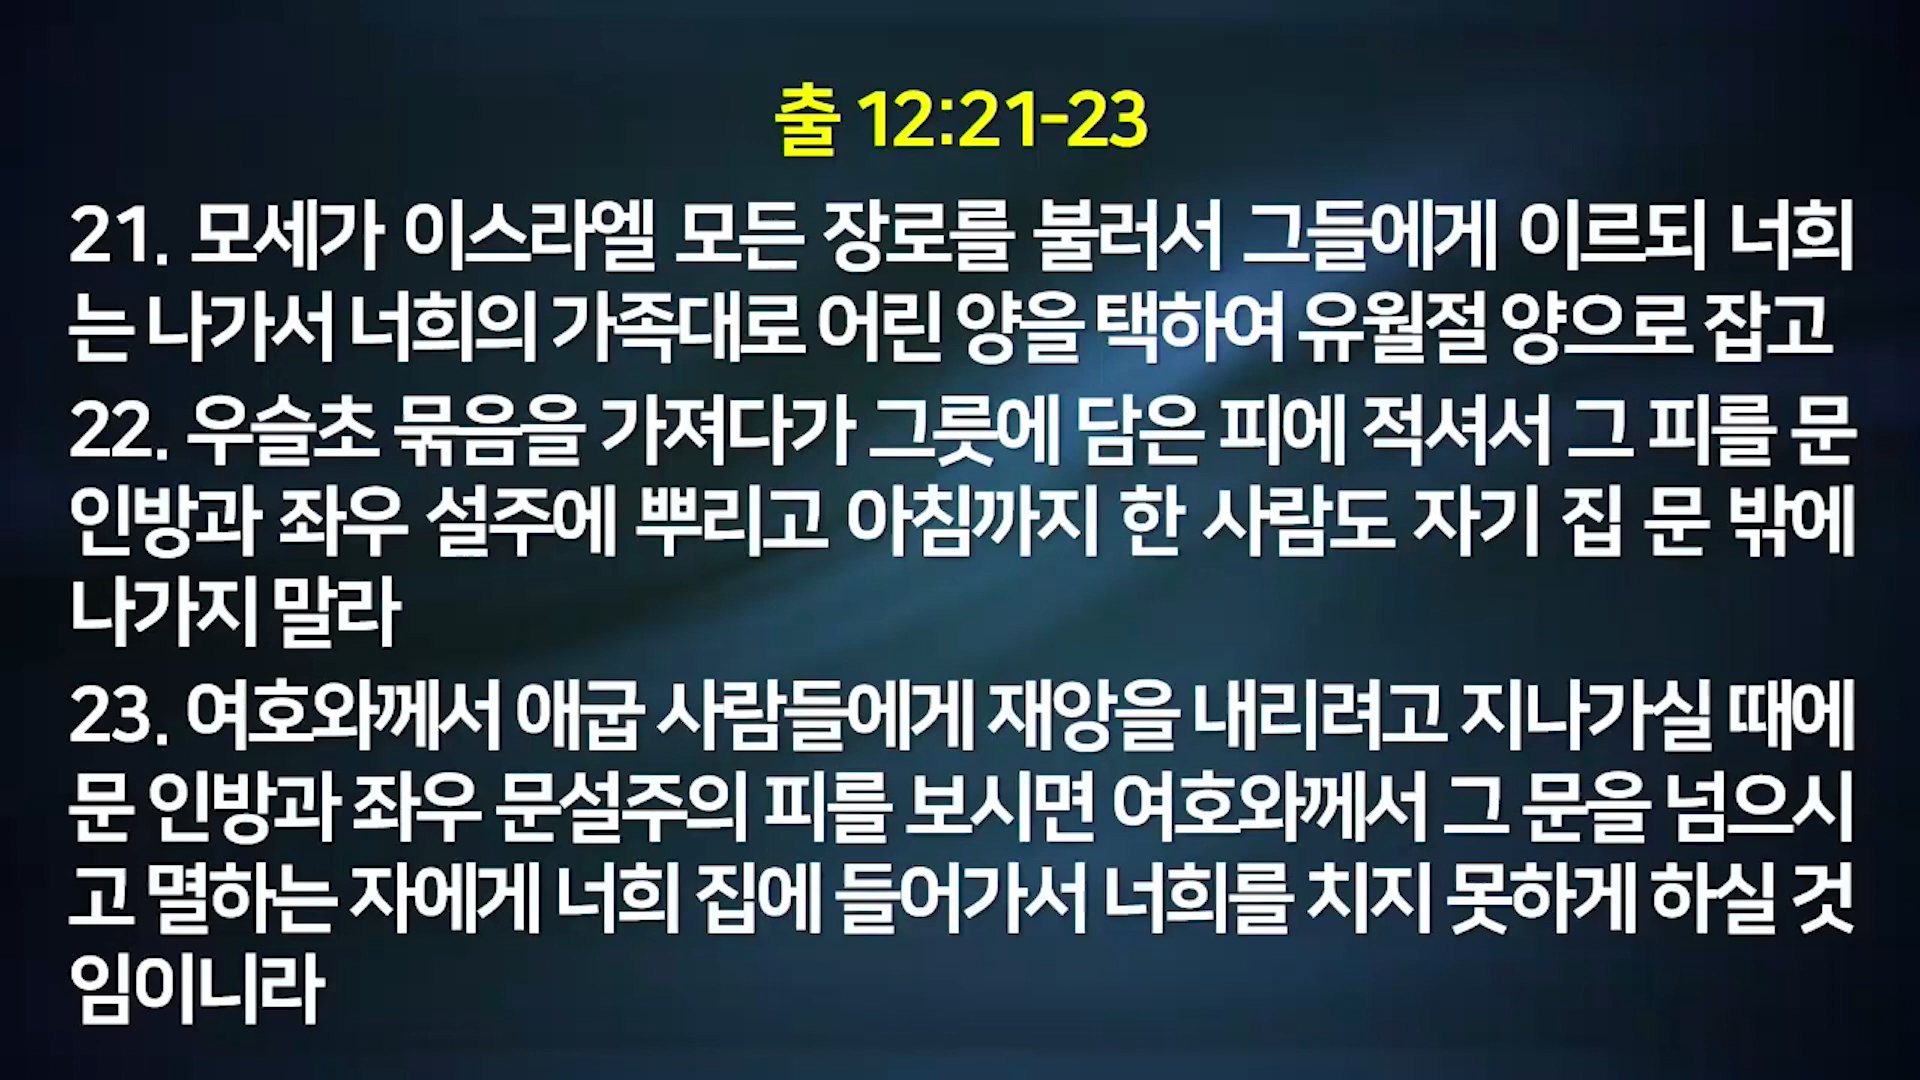 출 12:21-23
21. 모세가 이스라엘 모든 장로를 불러서 그들에게 이르되 너희
는 나가서 너희의 가족대로 어린 양을 택하여 유월절 양으로 잡고
22. 우슬초 묶음을 가져다가 그릇에 담은 피에 적셔서 그 피를 문
인방과 좌우 설주에 뿌리고 아침까지 한 사람도 자기 집 문 밖에
나가지 말라
23. 여호와께서 애굽 사람들에게 재앙을 내리려고 지나가실 때에
문 인방과 좌우 문설주의 피를 보시면 여호와께서 그 문을 넘으시
고 멸하는 자에게 너희 집에 들어가서 너희를 치지 못하게 하실 것
임이니라